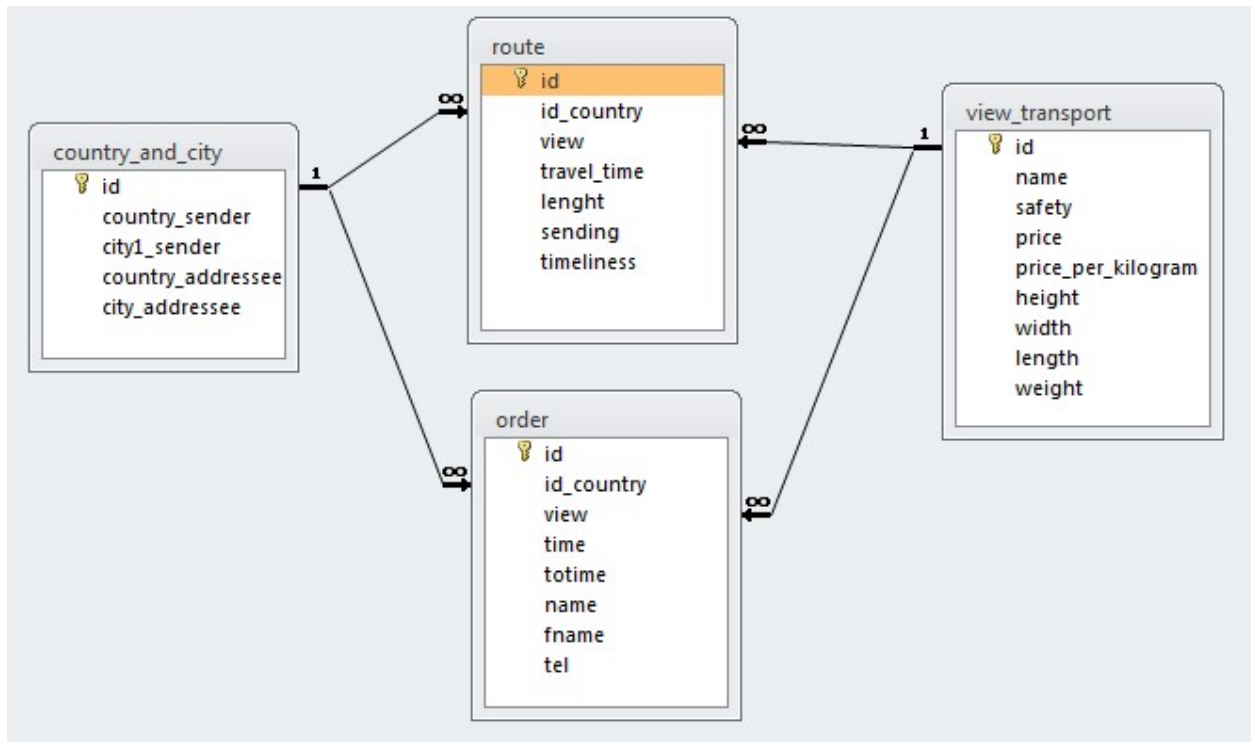 country_and_city
id
country_sender
city1_sender
country_addressee
city_addressee
1
∞
∞
route
id
id_country
view
travel_time
lenght
sending
timeliness
order
id
id_country
view
time
totime
name
fname
tel
∞
∞
1
view_transport
id
name
safety
price
price_per_kilogram
height
width
length
weight